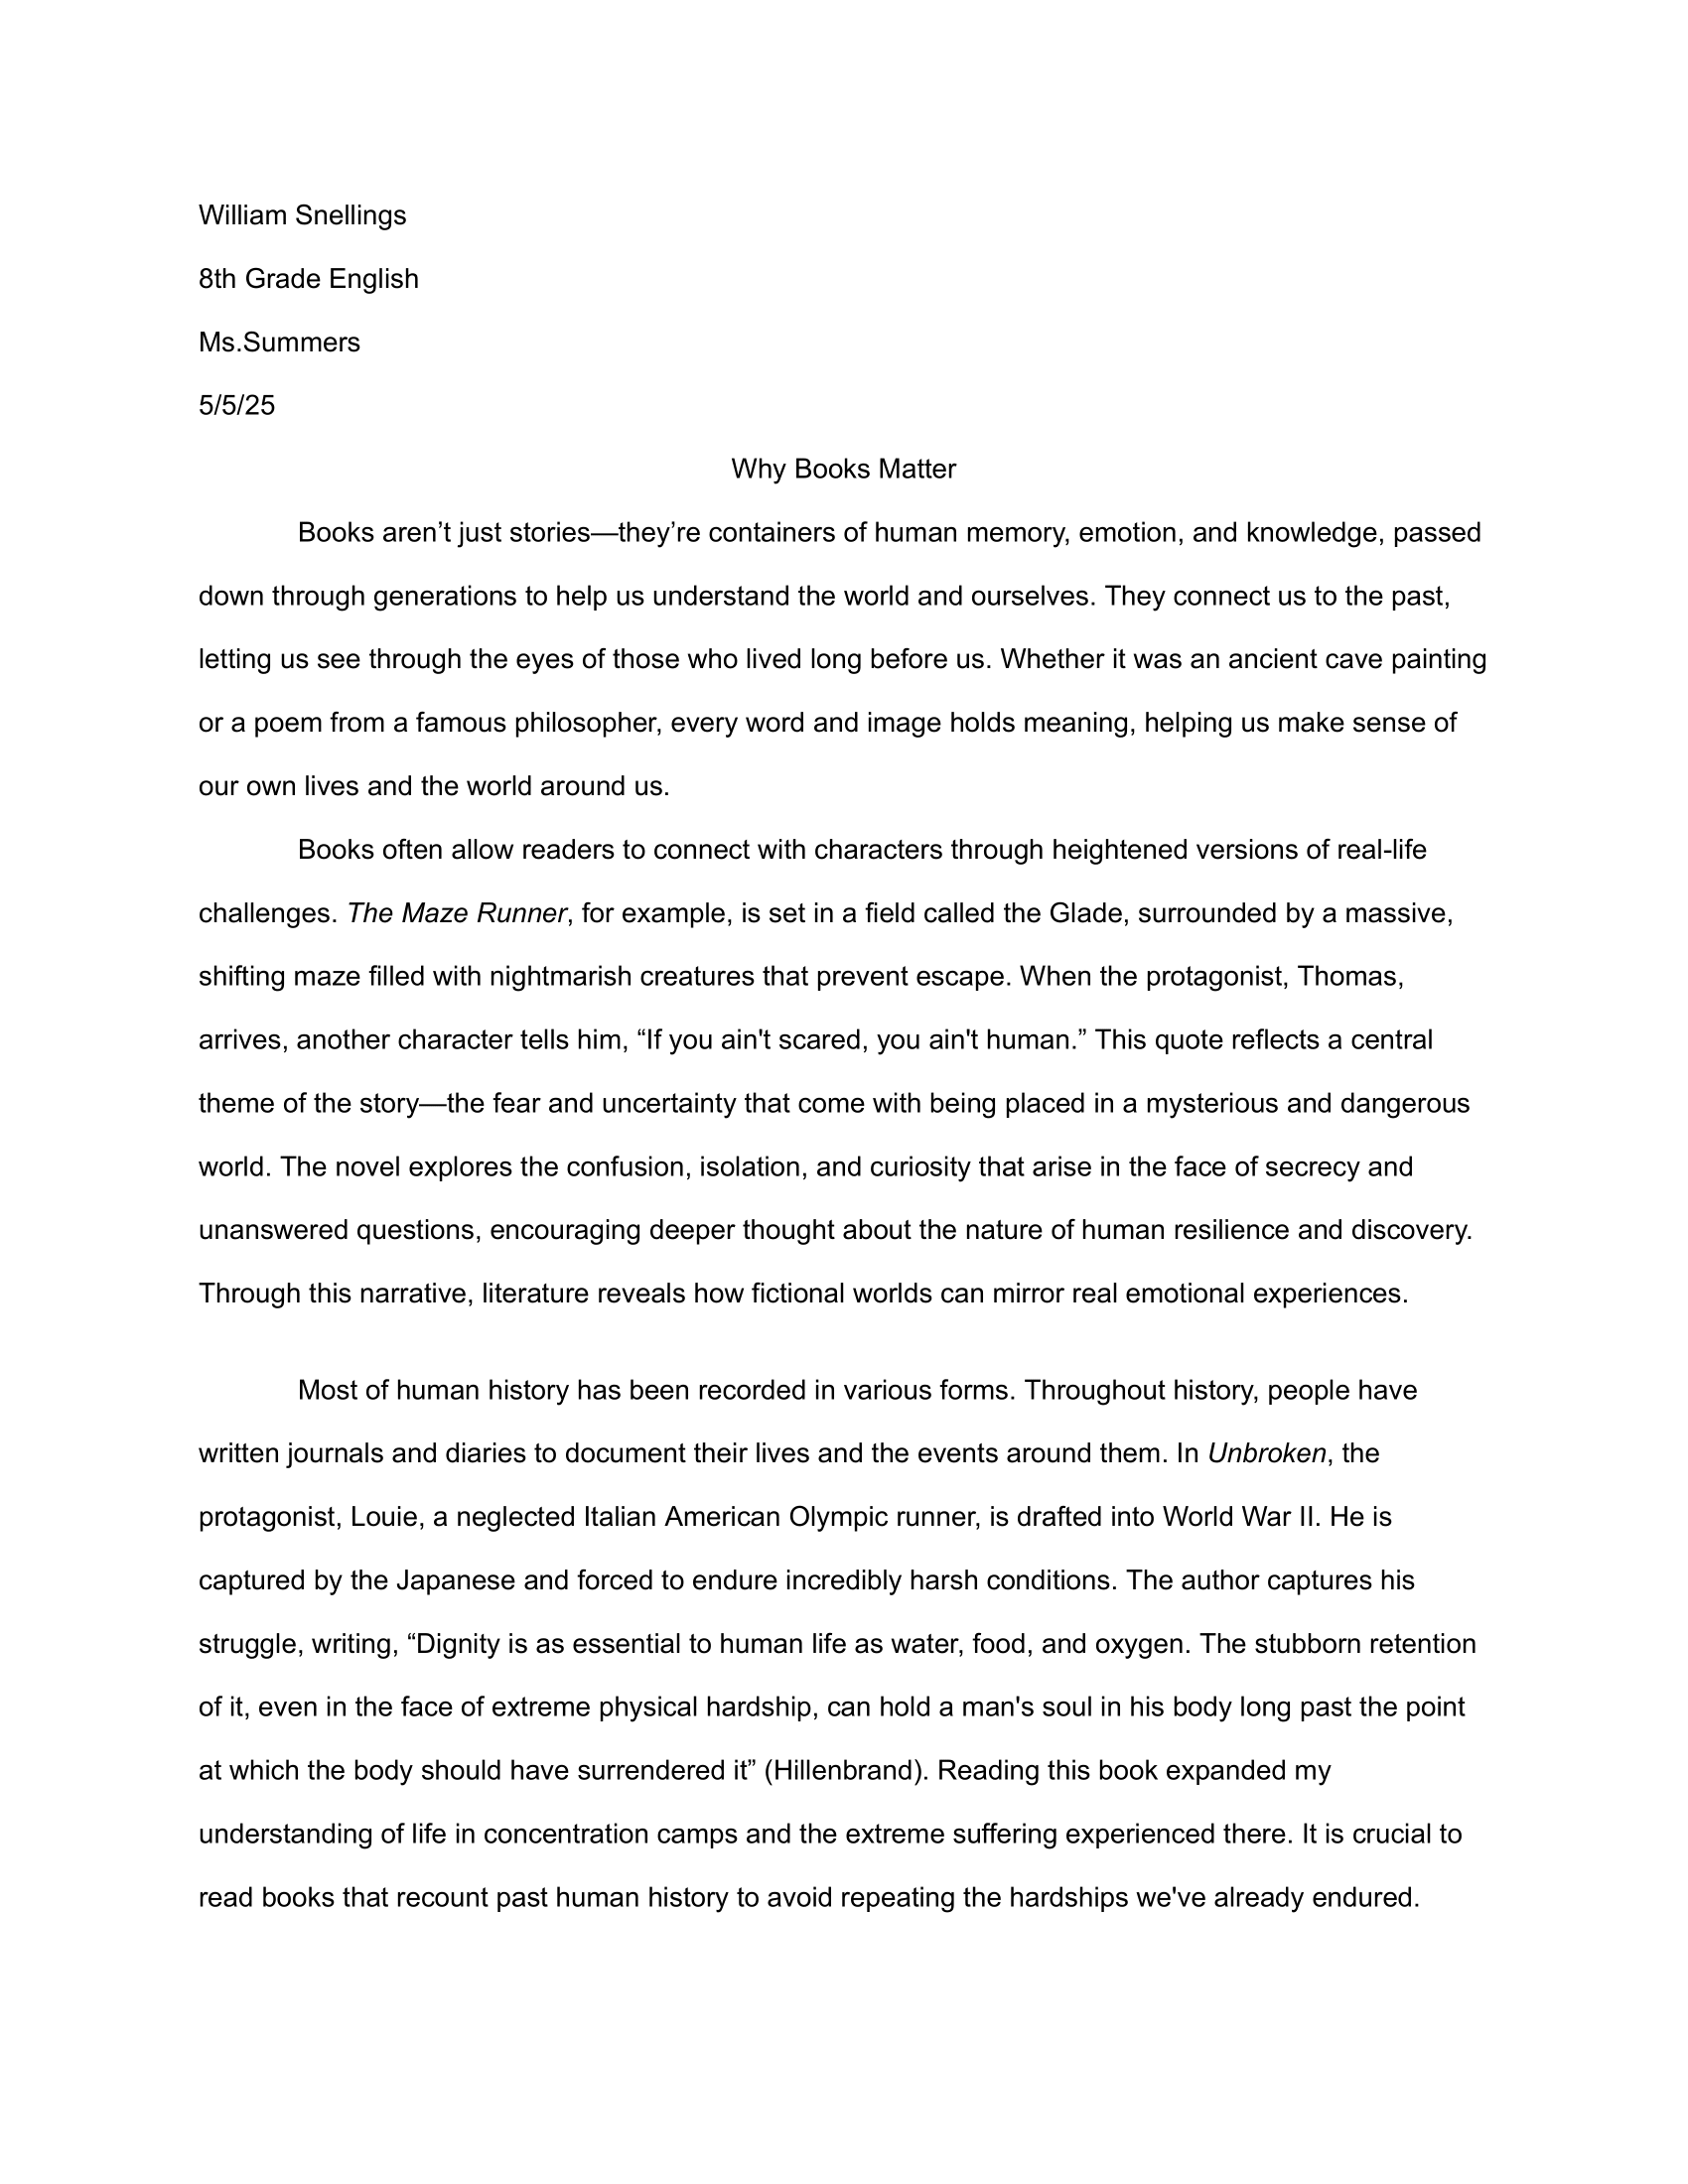 William Snellings
8th Grade English
Ms.Summers
5/5/25
Why Books Matter
Books aren’t just stories—they’re containers of human memory, emotion, and knowledge, passed
down through generations to help us understand the world and ourselves. They connect us to the past,
letting us see through the eyes of those who lived long before us. Whether it was an ancient cave painting
or a poem from a famous philosopher, every word and image holds meaning, helping us make sense of
our own lives and the world around us.
Books often allow readers to connect with characters through heightened versions of real-life
challenges. The Maze Runner, for example, is set in a field called the Glade, surrounded by a massive,
shifting maze filled with nightmarish creatures that prevent escape. When the protagonist, Thomas,
arrives, another character tells him, “If you ain't scared, you ain't human.” This quote reflects a central
theme of the story—the fear and uncertainty that come with being placed in a mysterious and dangerous
world. The novel explores the confusion, isolation, and curiosity that arise in the face of secrecy and
unanswered questions, encouraging deeper thought about the nature of human resilience and discovery.
Through this narrative, literature reveals how fictional worlds can mirror real emotional experiences.
Most of human history has been recorded in various forms. Throughout history, people have
written journals and diaries to document their lives and the events around them. In Unbroken, the
protagonist, Louie, a neglected Italian American Olympic runner, is drafted into World War II. He is
captured by the Japanese and forced to endure incredibly harsh conditions. The author captures his
struggle, writing, “Dignity is as essential to human life as water, food, and oxygen. The stubborn retention
of it, even in the face of extreme physical hardship, can hold a man's soul in his body long past the point
at which the body should have surrendered it” (Hillenbrand). Reading this book expanded my
understanding of life in concentration camps and the extreme suffering experienced there. It is crucial to
read books that recount past human history to avoid repeating the hardships we've already endured.